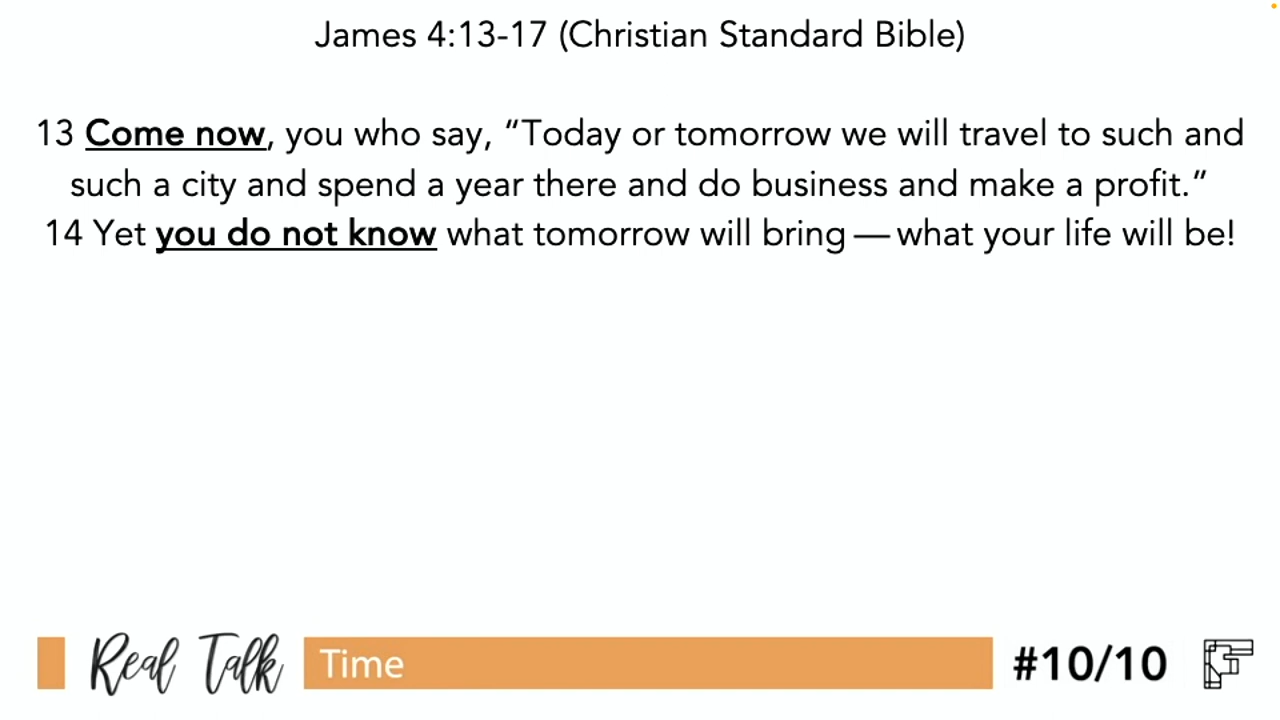 James 4:13-17 (Christian Standard Bible)
13 Come now, you who say, “Today or tomorrow we will travel to such and
such a city and spend a year there and do business and make a profit.”
14 Yet you do not know what tomorrow will bring — what your life will be!
Real Talk Time #10/10